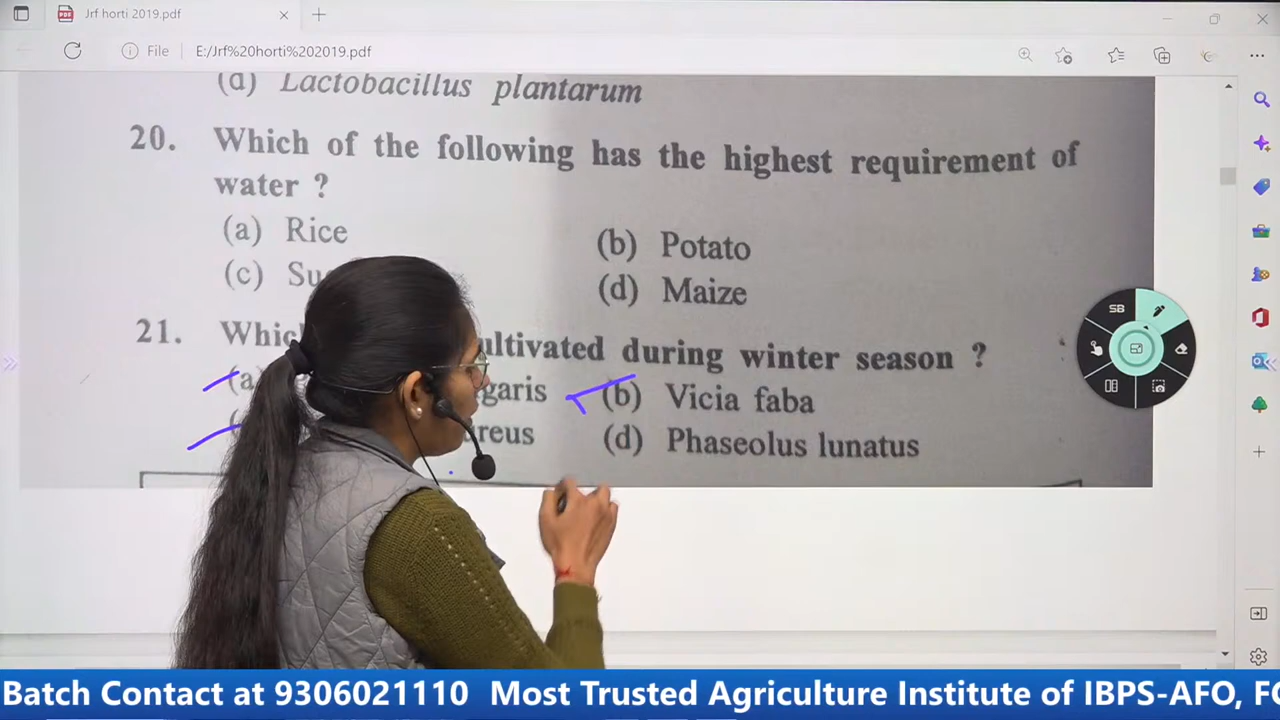 Jrf horti 2019.pdf
File E:/Jrf%20horti%202019.pdf
(d) Lactobacillus plantarum
20. Which of the following has the highest requirement of
water ?
(a) Rice
(b) Potato
(c) Su
(d) Maize
21. Whic ultivated during winter season ?
(a garis (b) Vicia faba
reus (d) Phaseolus lunatus
SB
Batch Contact at 9306021110 Most Trusted Agriculture Institute of IBPS-AFO, FC